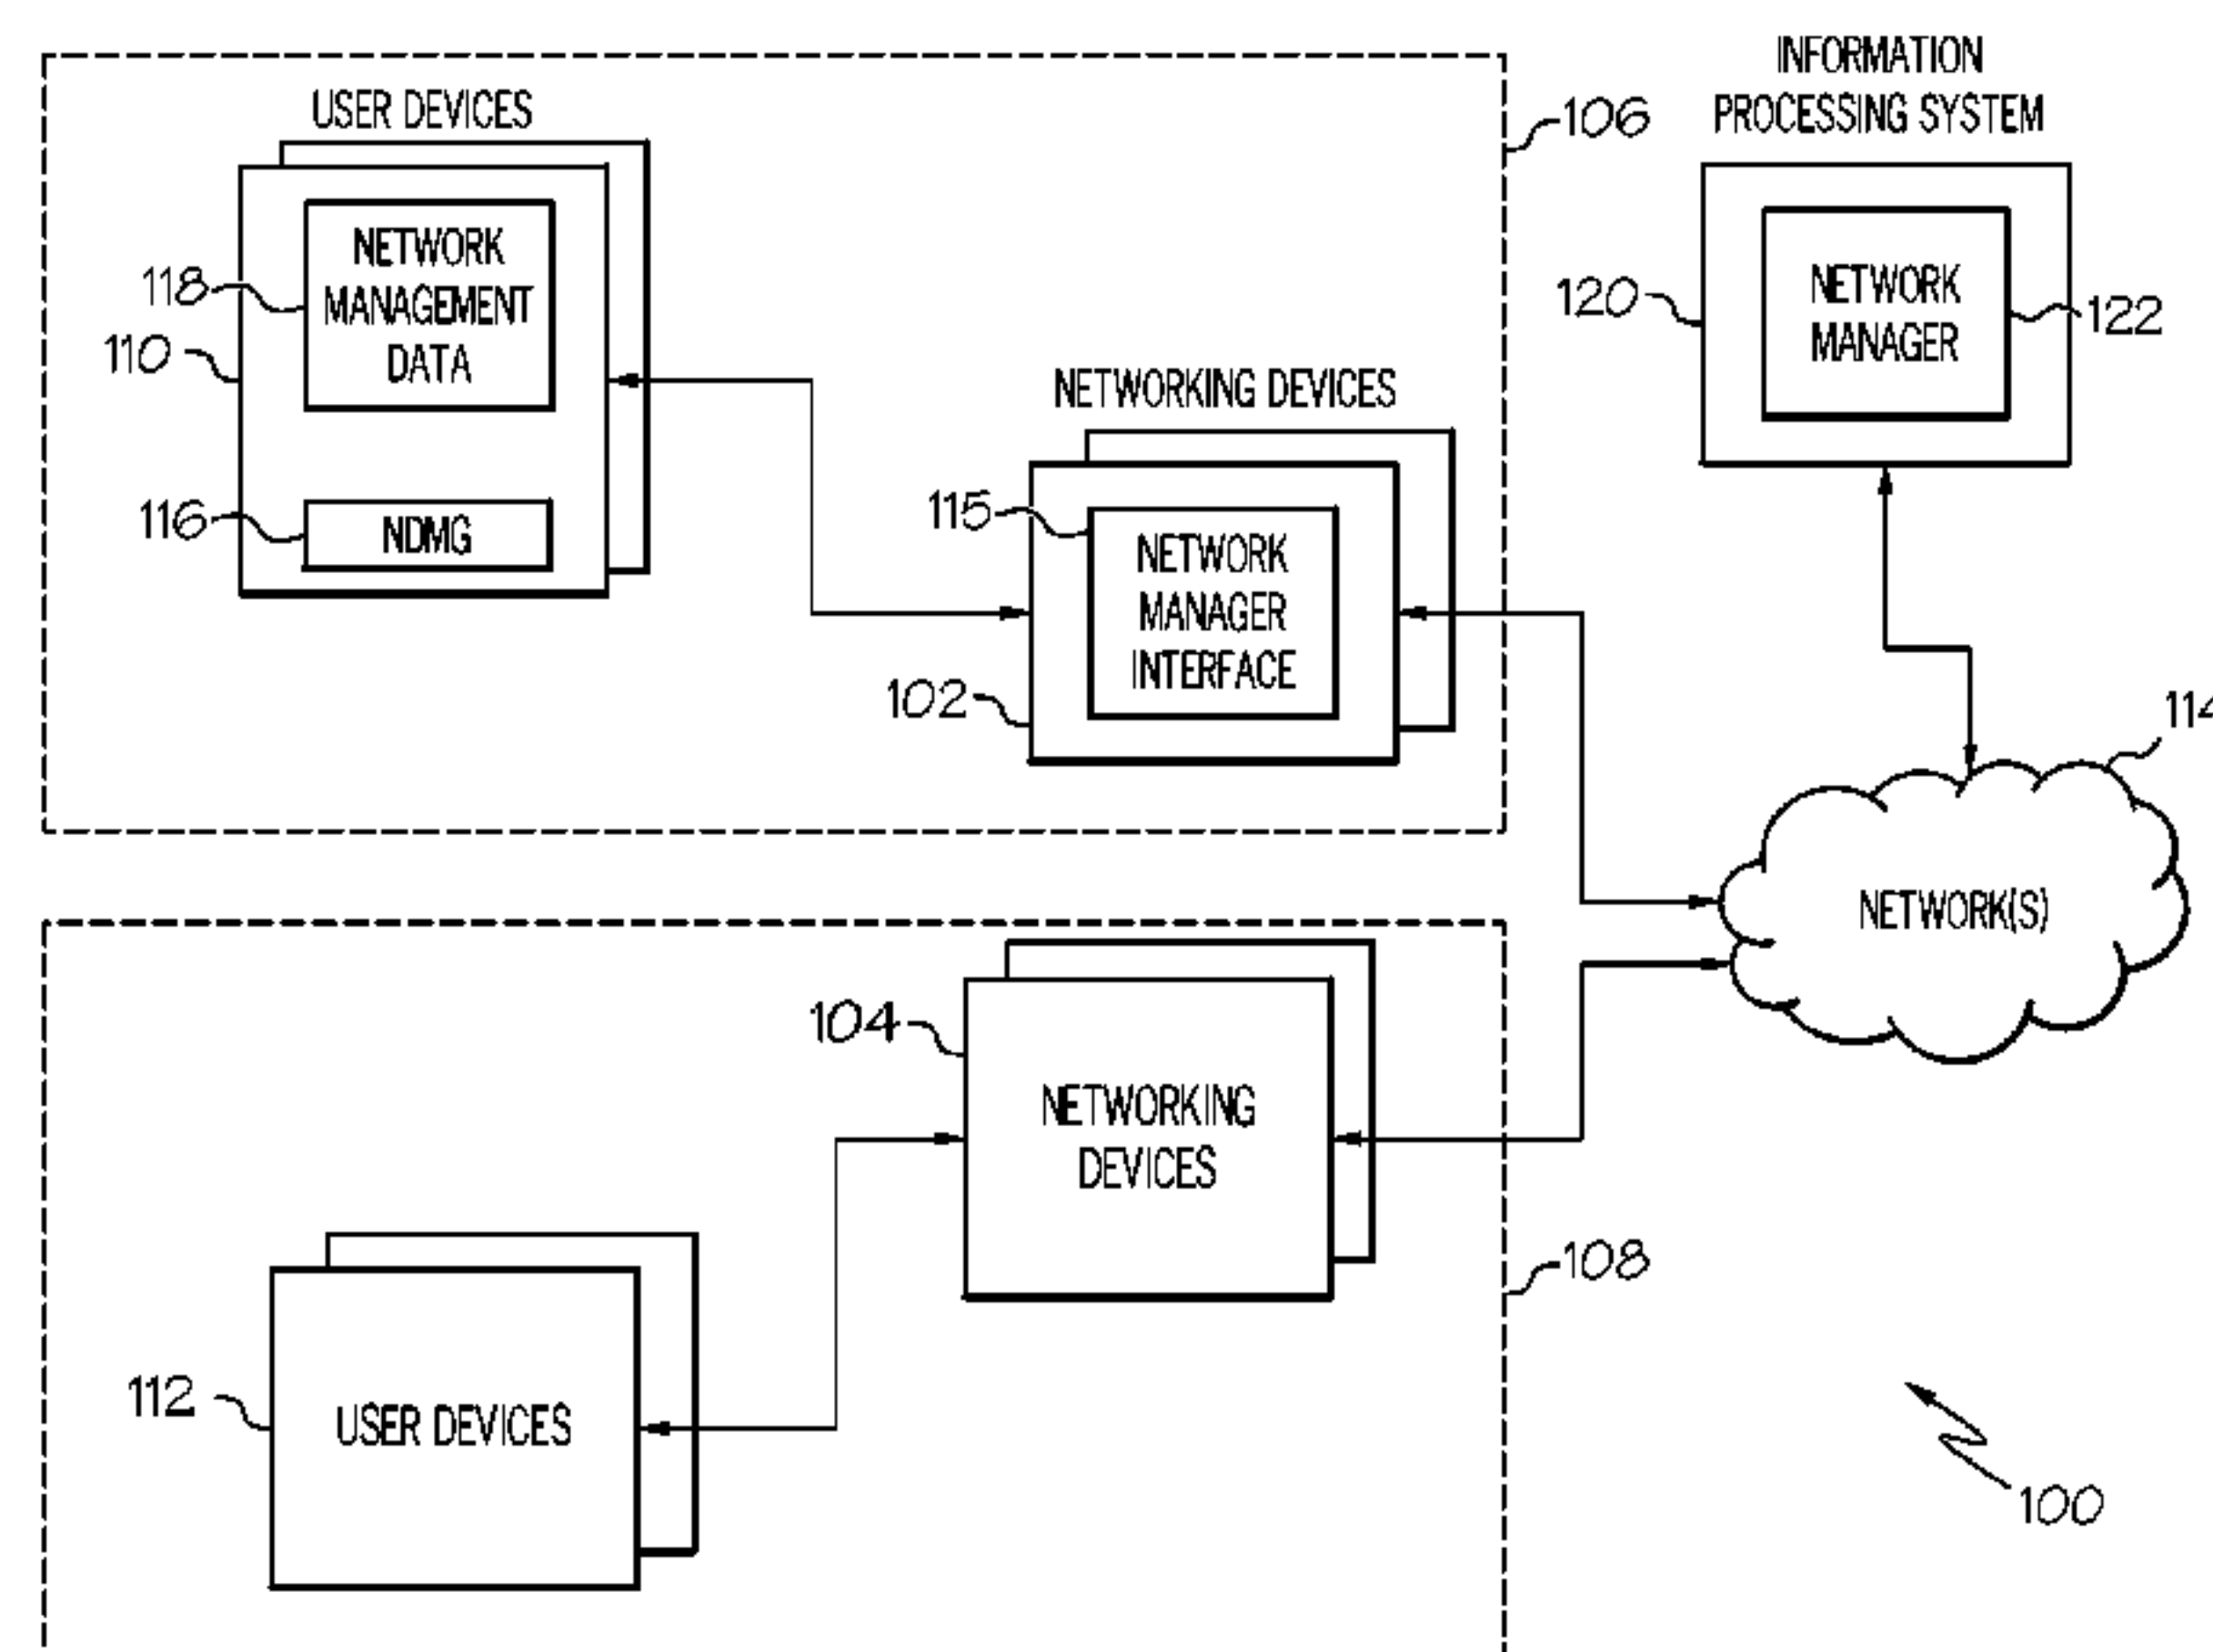 USER DEVICES
106
INFORMATION
PROCESSING SYSTEM
118
NETWORK
MANAGEMENT
DATA
110
116
NDMG
120
NETWORK
MANAGER
122
NETWORKING DEVICES
115
NETWORK
MANAGER
INTERFACE
102
114
NETWORK(S)
104
NETWORKING
DEVICES
108
112
USER DEVICES
100